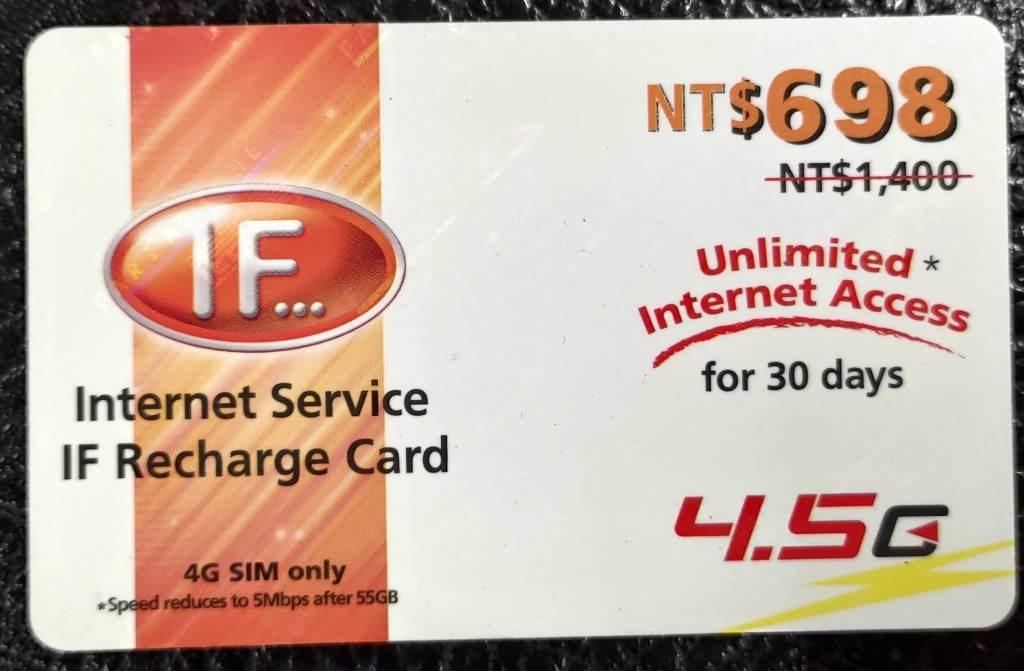 IF...
Internet Service
IF Recharge Card
4G SIM only
*Speed reduces to 5Mbps after 55GB
NT$698
NT$1,400
Unlimited *
Internet Access
for 30 days
4.5G